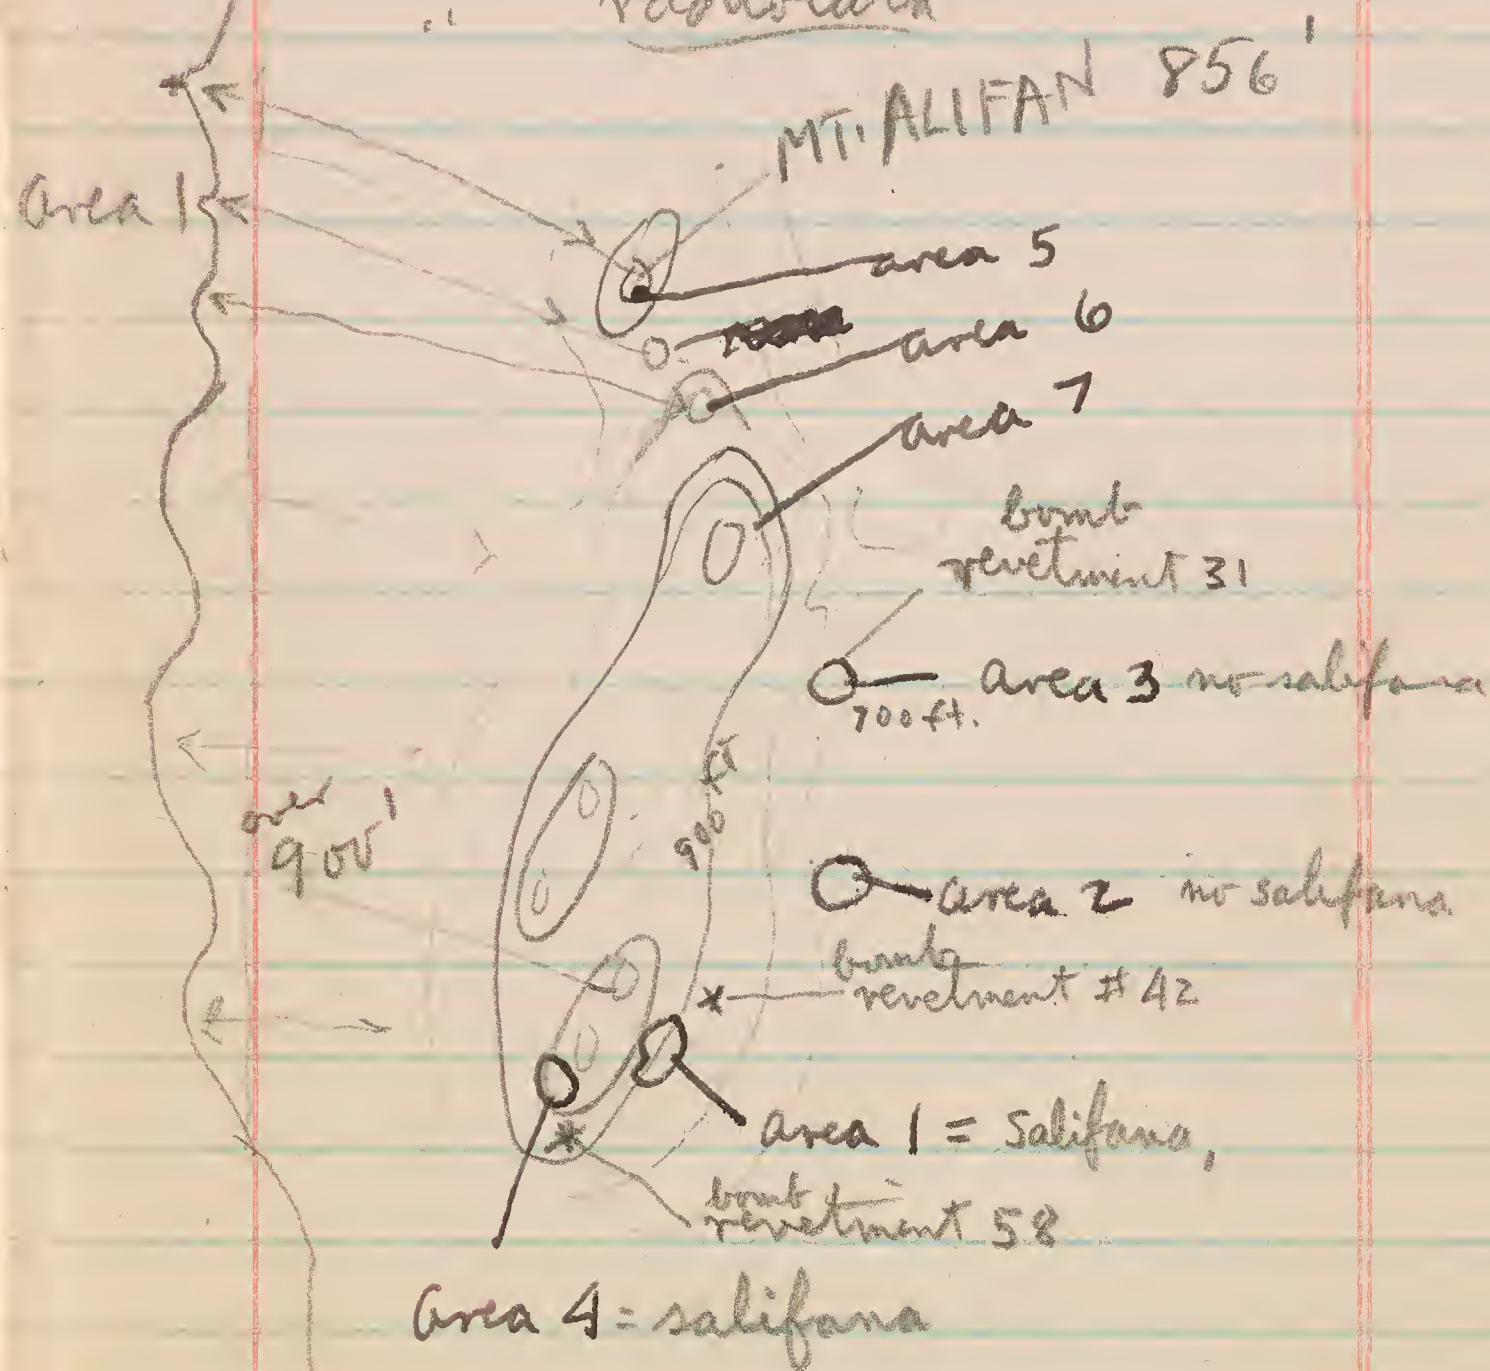 MT. ALIFAN 856'
area 1
area 5
area 6
area 7
bomb
revetment 31
area 3 no salifana
700 ft.
900 ft
over
900'
area 2 no salifana
bomb
revetment # 42
area 1 = Salifana,
bomb
revetment 58
area 4 = salifana